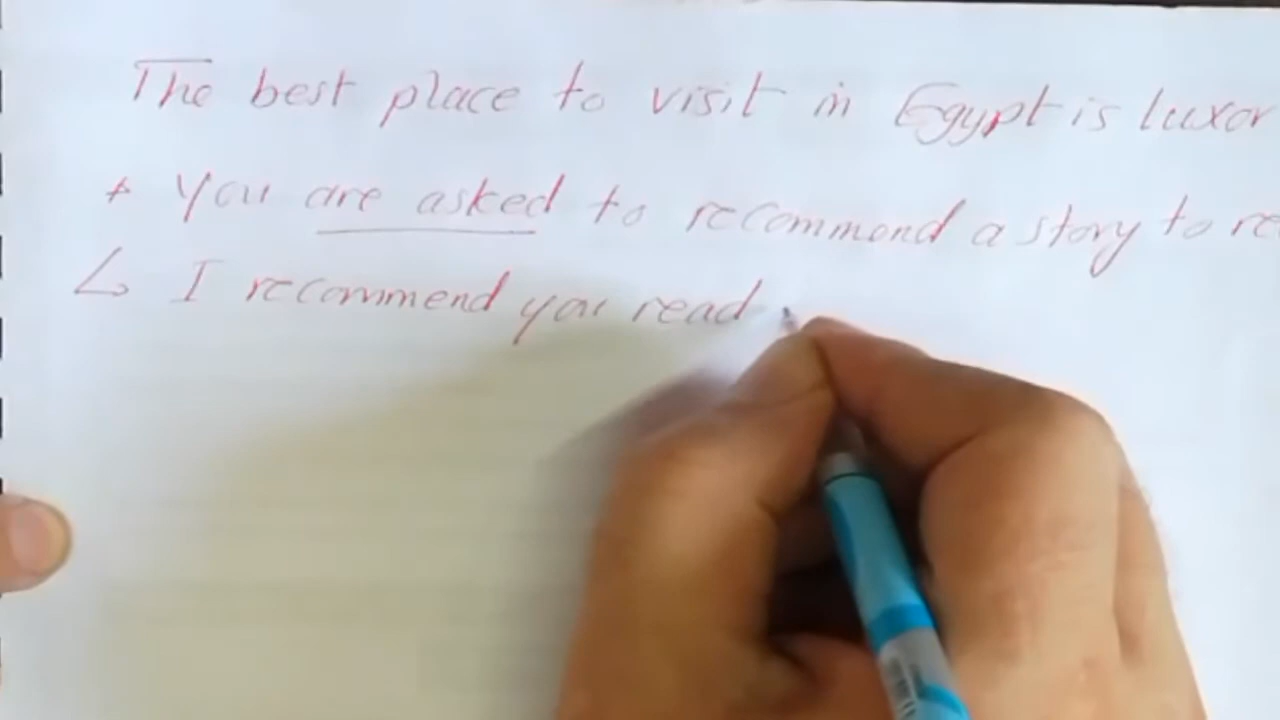 The best place to visit in Egypt is luxor
* You are asked to recommend a story to re
↳ I recommend you read